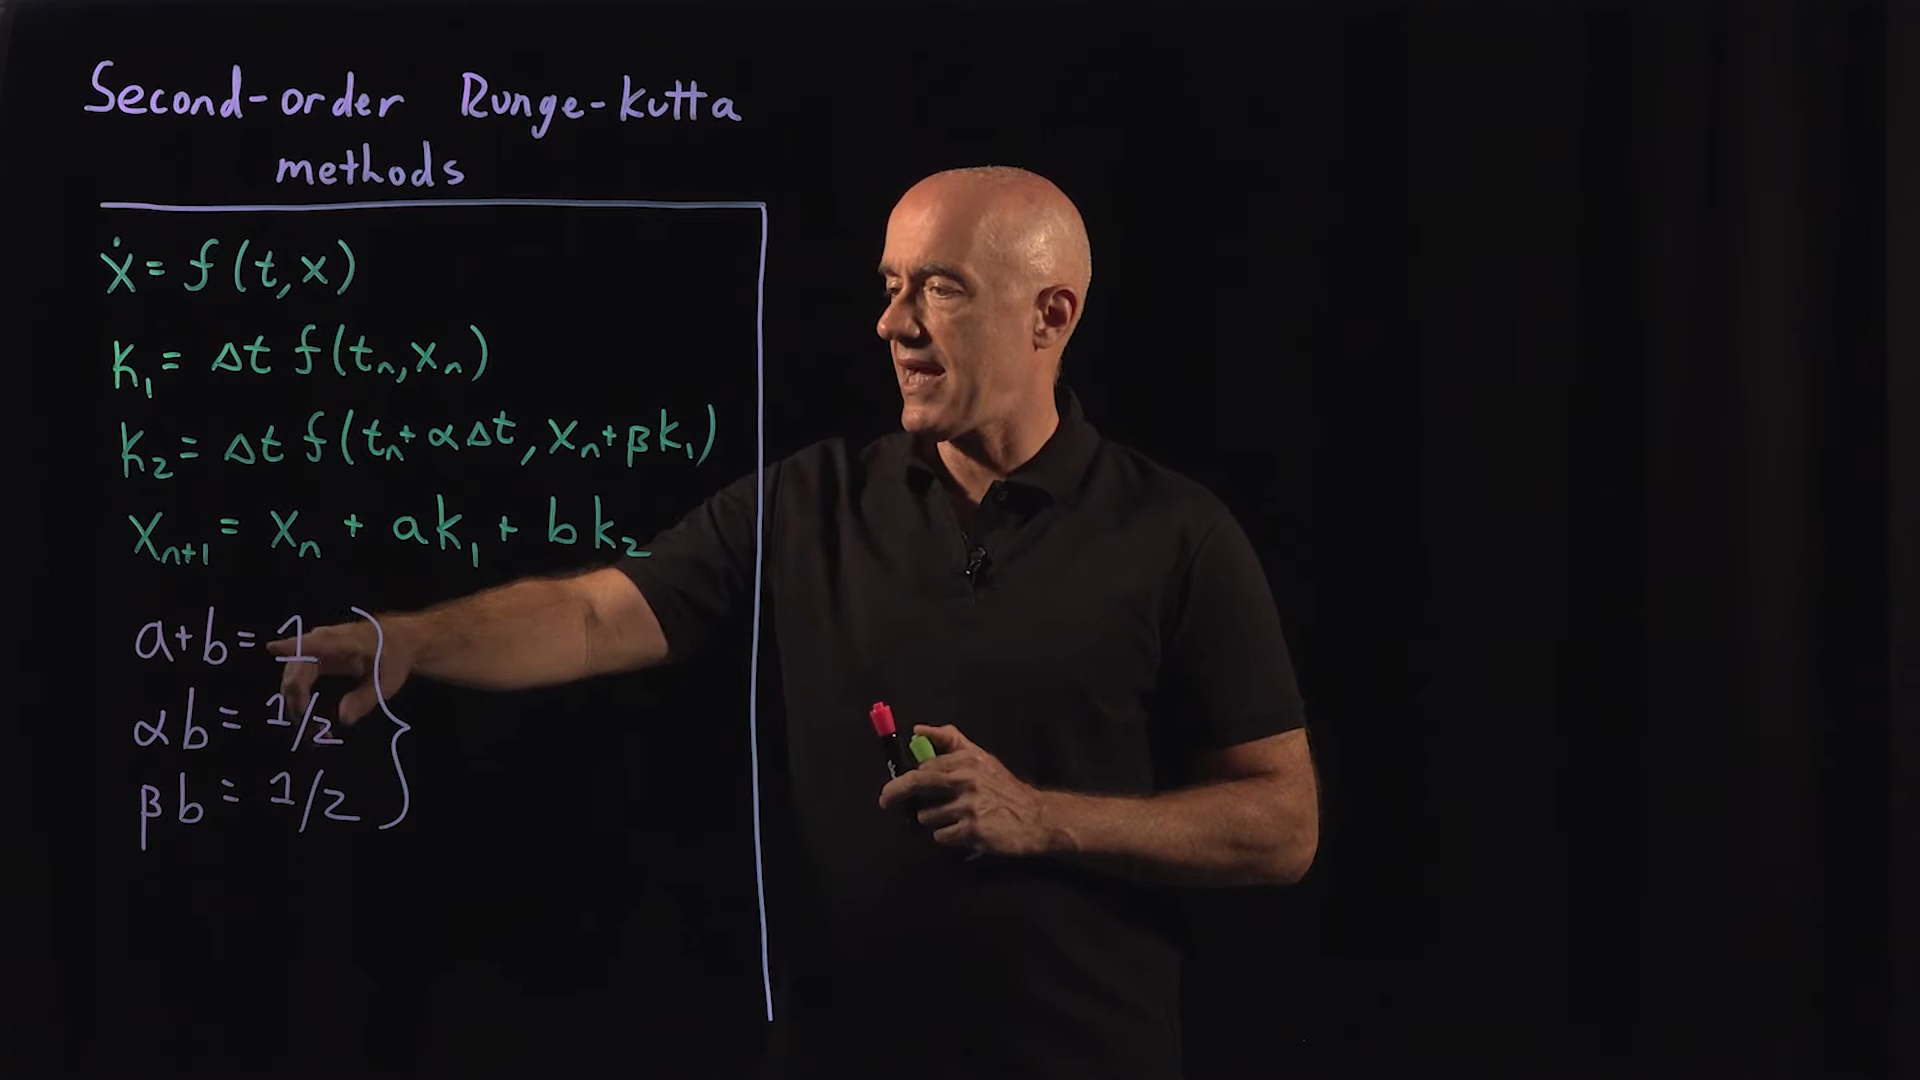 Second-order Runge-Kutta
methods
ẋ = f(t,x)
k₁ = Δt f(tₙ,xₙ)
k₂ = Δt f(tₙ+αΔt, xₙ+βk₁)
xₙ₊₁ = xₙ + ak₁ + bk₂
a+b = 1
αb = 1/2
βb = 1/2